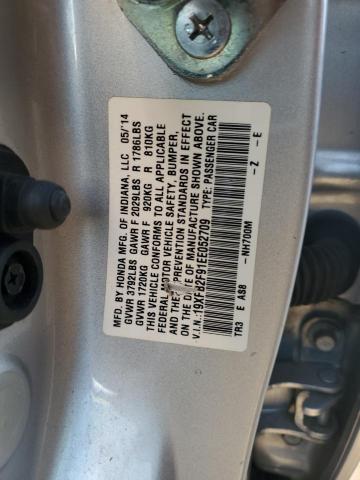 MFD. BY HONDA MFG. OF INDIANA, LLC 05/'14
GVWR 3792LBS GAWR F 2029LBS R 1786LBS
GVWR 1720KG GAWR F 920KG R 810KG
THIS VEHICLE CONFORMS TO ALL APPLICABLE
FEDERAL MOTOR VEHICLE SAFETY, BUMPER,
AND THEFT PREVENTION STANDARDS IN EFFECT
ON THE DATE OF MANUFACTURE SHOWN ABOVE.
V.I.N.: 19XFB2F91EE052709 TYPE: PASSENGER CAR
-NH700M -Z -E
TR3 E AS8